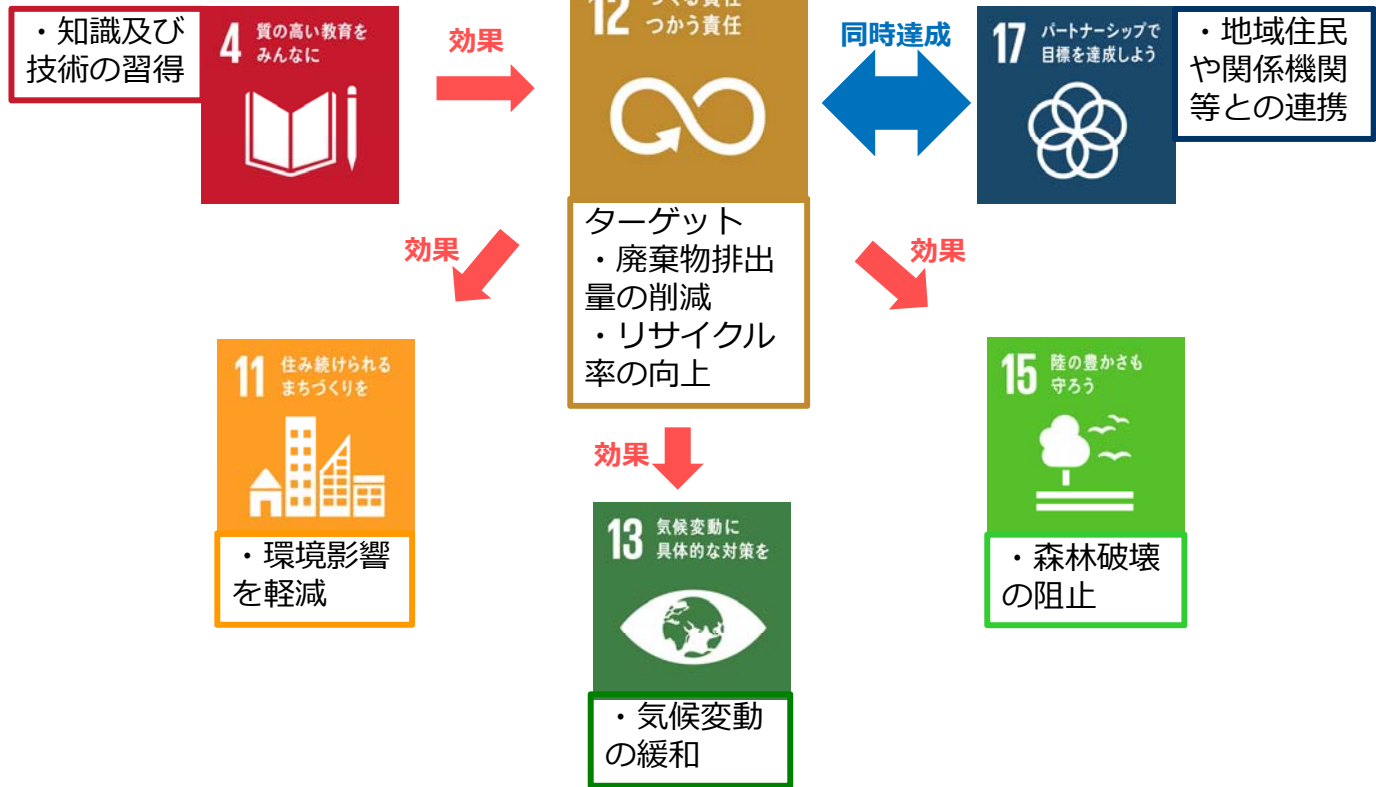 ・知識及び
技術の習得
4 質の高い教育を
みんなに
効果
12 つくる責任
つかう責任
同時達成
17 パートナーシップで
目標を達成しよう
・地域住民
や関係機関
等との連携
ターゲット
・廃棄物排出
量の削減
・リサイクル
率の向上
効果
効果
11 住み続けられる
まちづくりを
・環境影響
を軽減
効果
13 気候変動に
具体的な対策を
・気候変動
の緩和
15 陸の豊かさも
守ろう
・森林破壊
の阻止